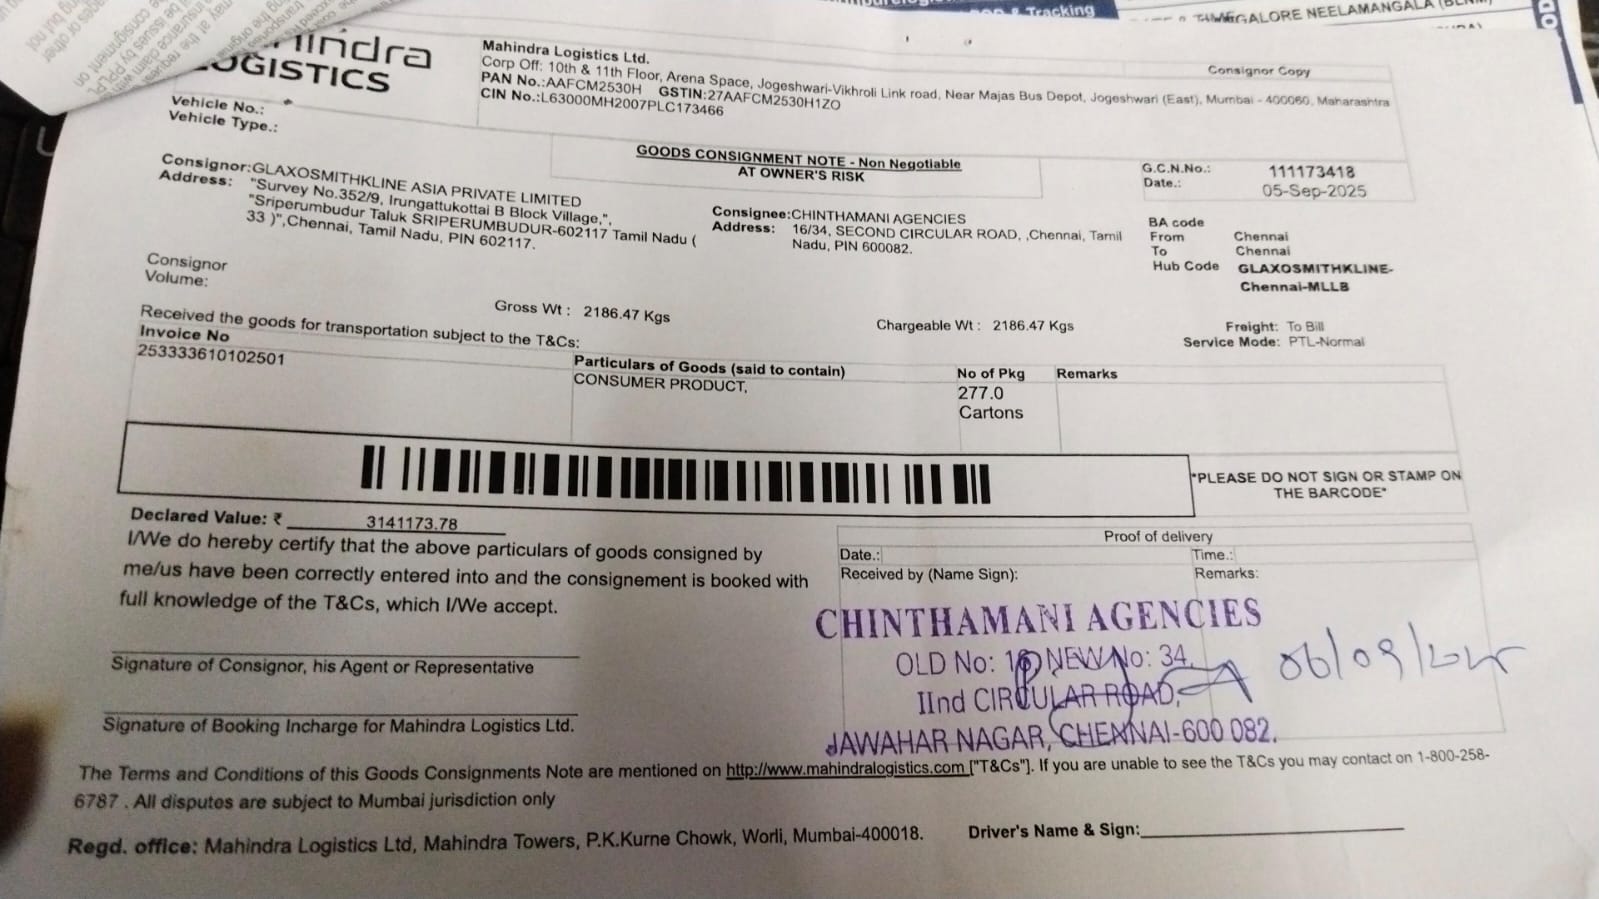 & Tracking
GALORE NEELAMANGALA
hindra
LOGISTICS
Mahindra Logistics Ltd.
Corp Off: 10th & 11th Floor, Arena Space, Jogeshwari-Vikhroli Link road, Near Majas Bus Depot, Jogeshwari (East), Mumbai - 400060, Maharashtra
PAN No.:AAFCM2530H GSTIN:27AAFCM2530H1ZO
CIN No.:L63000MH2007PLC173466
Consignor Copy
Vehicle No.:
Vehicle Type.:
GOODS CONSIGNMENT NOTE - Non Negotiable
AT OWNER'S RISK
G.C.N.No.: 111173418
Date.: 05-Sep-2025
Consignor:GLAXOSMITHKLINE ASIA PRIVATE LIMITED
Address: "Survey No.352/9, Irungattukottai B Block Village,",
"Sriperumbudur Taluk SRIPERUMBUDUR-602117 Tamil Nadu (
33 )",Chennai, Tamil Nadu, PIN 602117.
Consignee:CHINTHAMANI AGENCIES
Address: 16/34, SECOND CIRCULAR ROAD, ,Chennai, Tamil
Nadu, PIN 600082.
BA code
From Chennai
To Chennai
Hub Code GLAXOSMITHKLINE-
Chennai-MLLB
Consignor
Volume:
Gross Wt : 2186.47 Kgs
Chargeable Wt : 2186.47 Kgs
Freight: To Bill
Service Mode: PTL-Normal
Received the goods for transportation subject to the T&Cs:
Invoice No Particulars of Goods (said to contain) No of Pkg Remarks
253333610102501 CONSUMER PRODUCT, 277.0
Cartons
*PLEASE DO NOT SIGN OR STAMP ON
THE BARCODE*
Declared Value: ₹ 3141173.78
I/We do hereby certify that the above particulars of goods consigned by
me/us have been correctly entered into and the consignement is booked with
full knowledge of the T&Cs, which I/We accept.
Proof of delivery
Date.: Time.:
Received by (Name Sign): Remarks:
CHINTHAMANI AGENCIES
OLD No: 16 NEW No: 34,
IInd CIRCULAR ROAD,
JAWAHAR NAGAR, CHENNAI-600 082.
Signature of Consignor, his Agent or Representative
Signature of Booking Incharge for Mahindra Logistics Ltd.
The Terms and Conditions of this Goods Consignments Note are mentioned on http://www.mahindralogistics.com ["T&Cs"]. If you are unable to see the T&Cs you may contact on 1-800-258-
6787 . All disputes are subject to Mumbai jurisdiction only
Regd. office: Mahindra Logistics Ltd, Mahindra Towers, P.K.Kurne Chowk, Worli, Mumbai-400018.
Driver's Name & Sign: